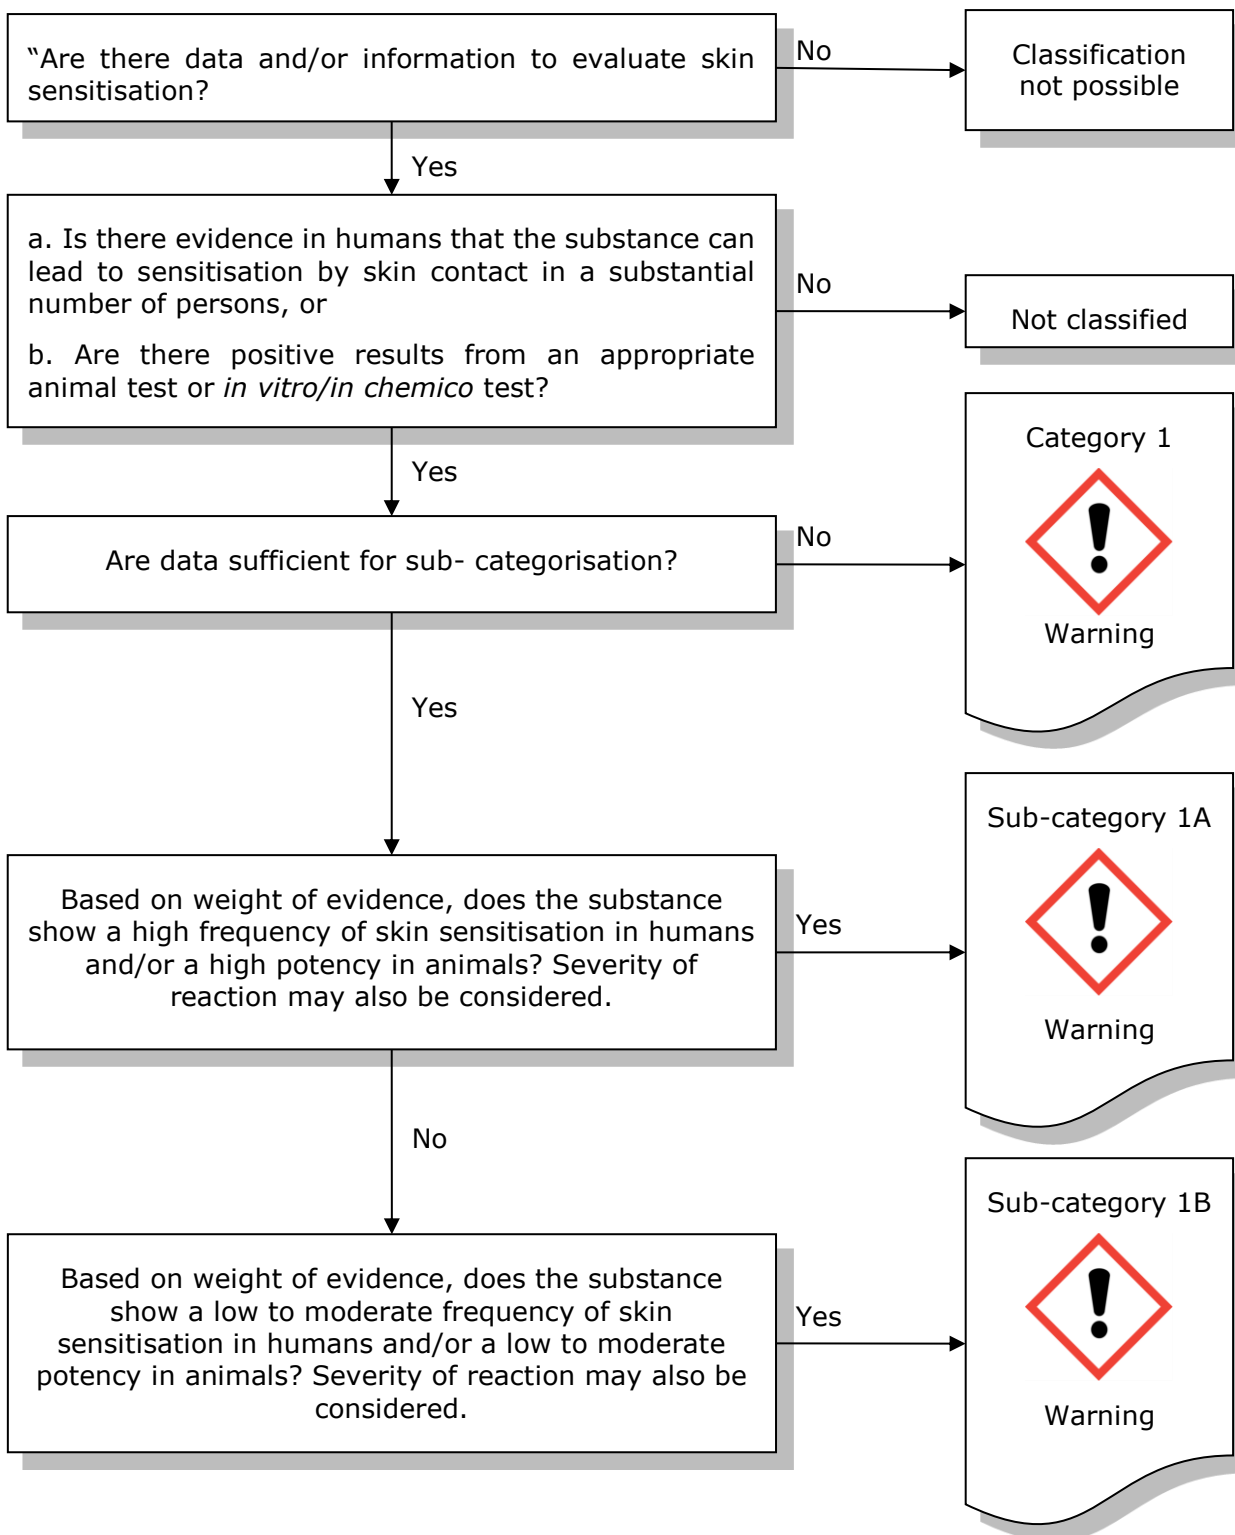 “Are there data and/or information to evaluate skin
sensitisation?
No
Classification
not possible
Yes
a. Is there evidence in humans that the substance can
lead to sensitisation by skin contact in a substantial
number of persons, or
b. Are there positive results from an appropriate
animal test or in vitro/in chemico test?
No
Not classified
Yes
Category 1
Warning
Are data sufficient for sub- categorisation?
No
Yes
Sub-category 1A
Warning
Based on weight of evidence, does the substance
show a high frequency of skin sensitisation in humans
and/or a high potency in animals? Severity of
reaction may also be considered.
Yes
No
Sub-category 1B
Warning
Based on weight of evidence, does the substance
show a low to moderate frequency of skin
sensitisation in humans and/or a low to moderate
potency in animals? Severity of reaction may also be
considered.
Yes